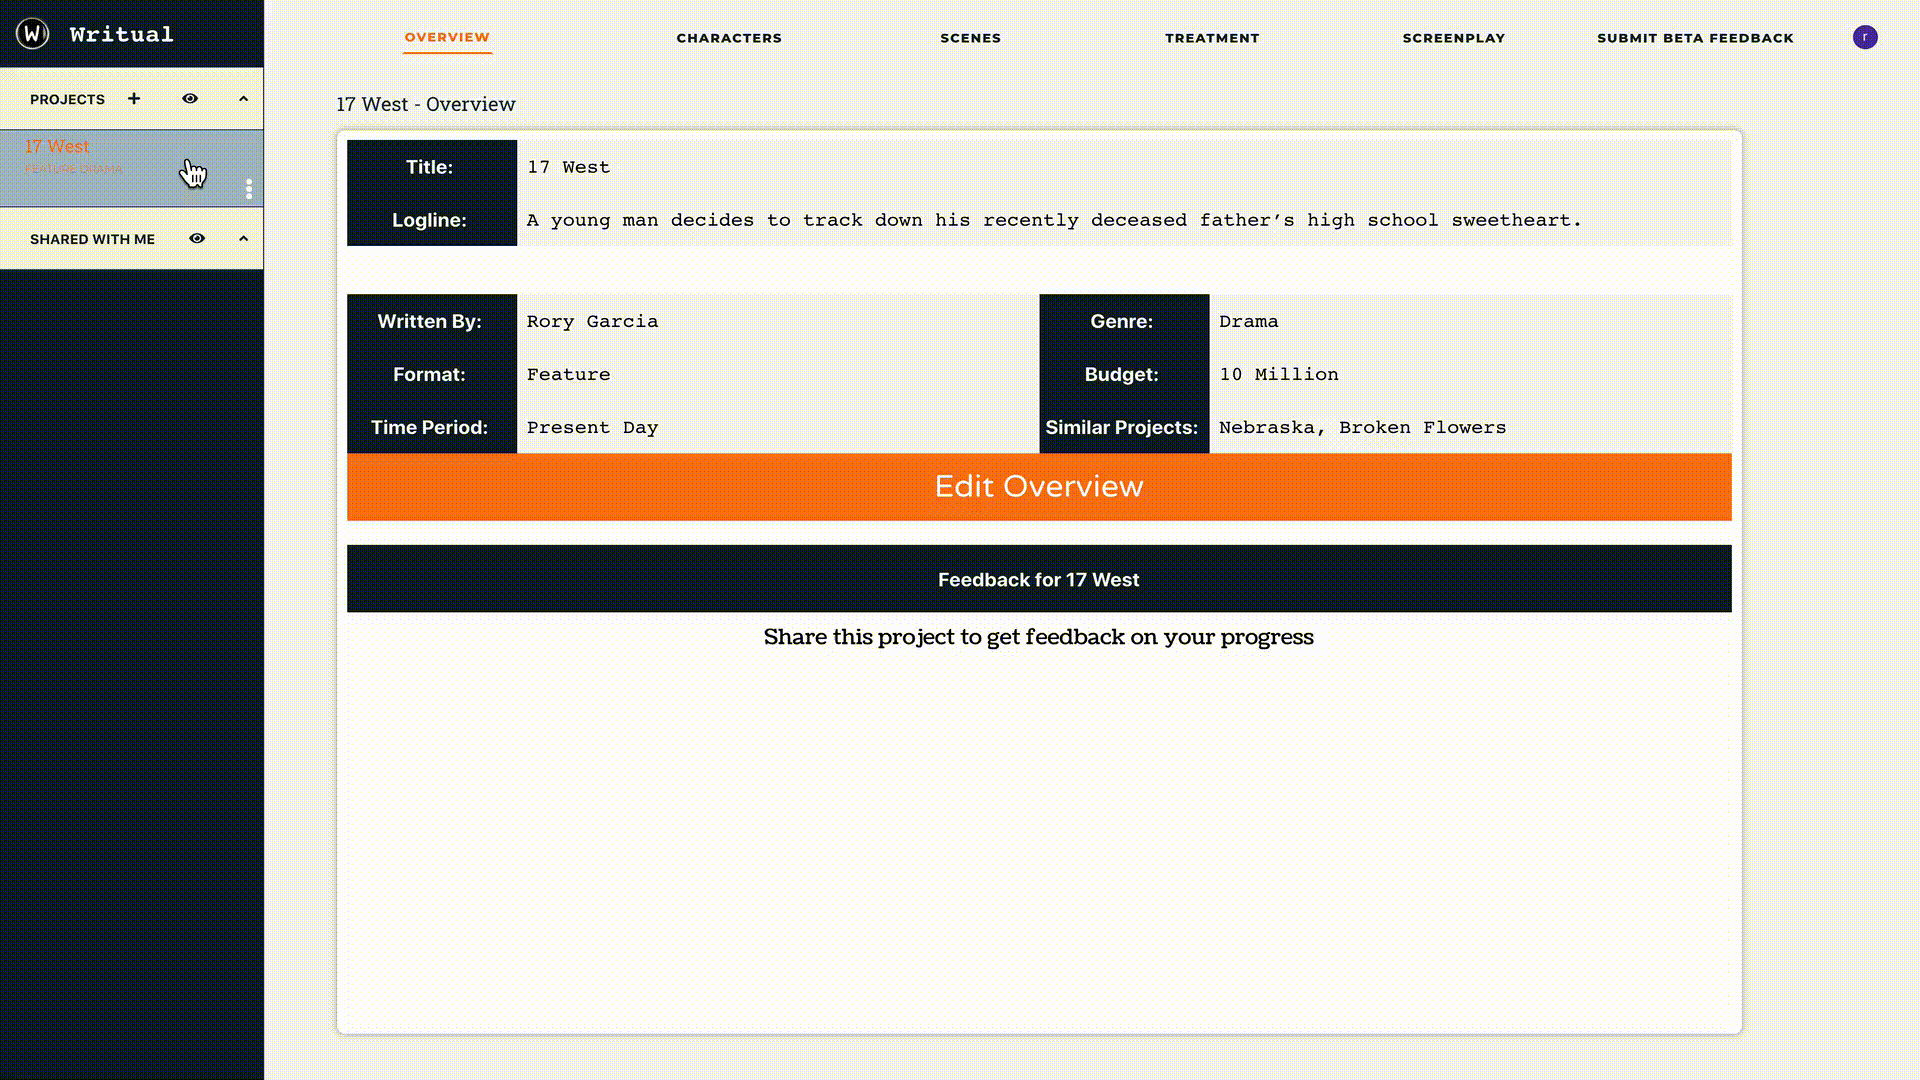 W Writual
OVERVIEW CHARACTERS SCENES TREATMENT SCREENPLAY SUBMIT BETA FEEDBACK r
PROJECTS
17 West
FEATURE DRAMA
SHARED WITH ME
17 West - Overview
Title: 17 West
Logline: A young man decides to track down his recently deceased father’s high school sweetheart.
Written By: Rory Garcia Genre: Drama
Format: Feature Budget: 10 Million
Time Period: Present Day Similar Projects: Nebraska, Broken Flowers
Edit Overview
Feedback for 17 West
Share this project to get feedback on your progress